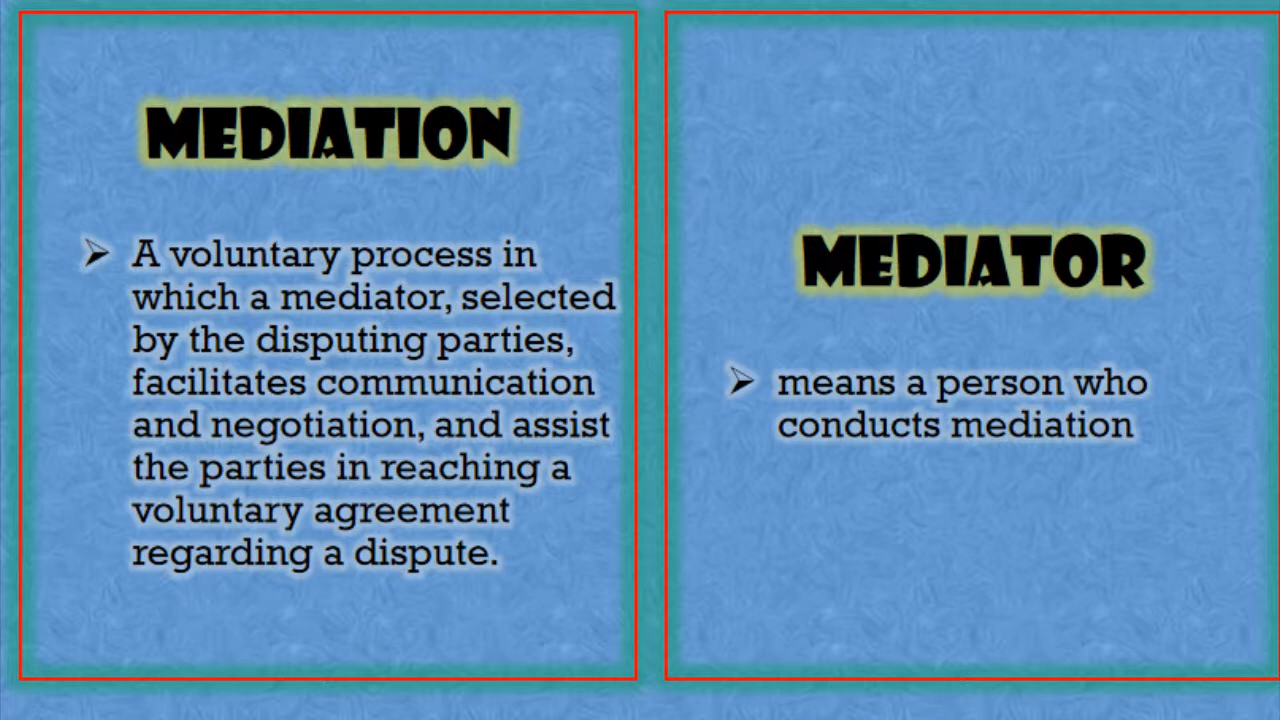 MEDIATION
➢ A voluntary process in
which a mediator, selected
by the disputing parties,
facilitates communication
and negotiation, and assist
the parties in reaching a
voluntary agreement
regarding a dispute.
MEDIATOR
➢ means a person who
conducts mediation